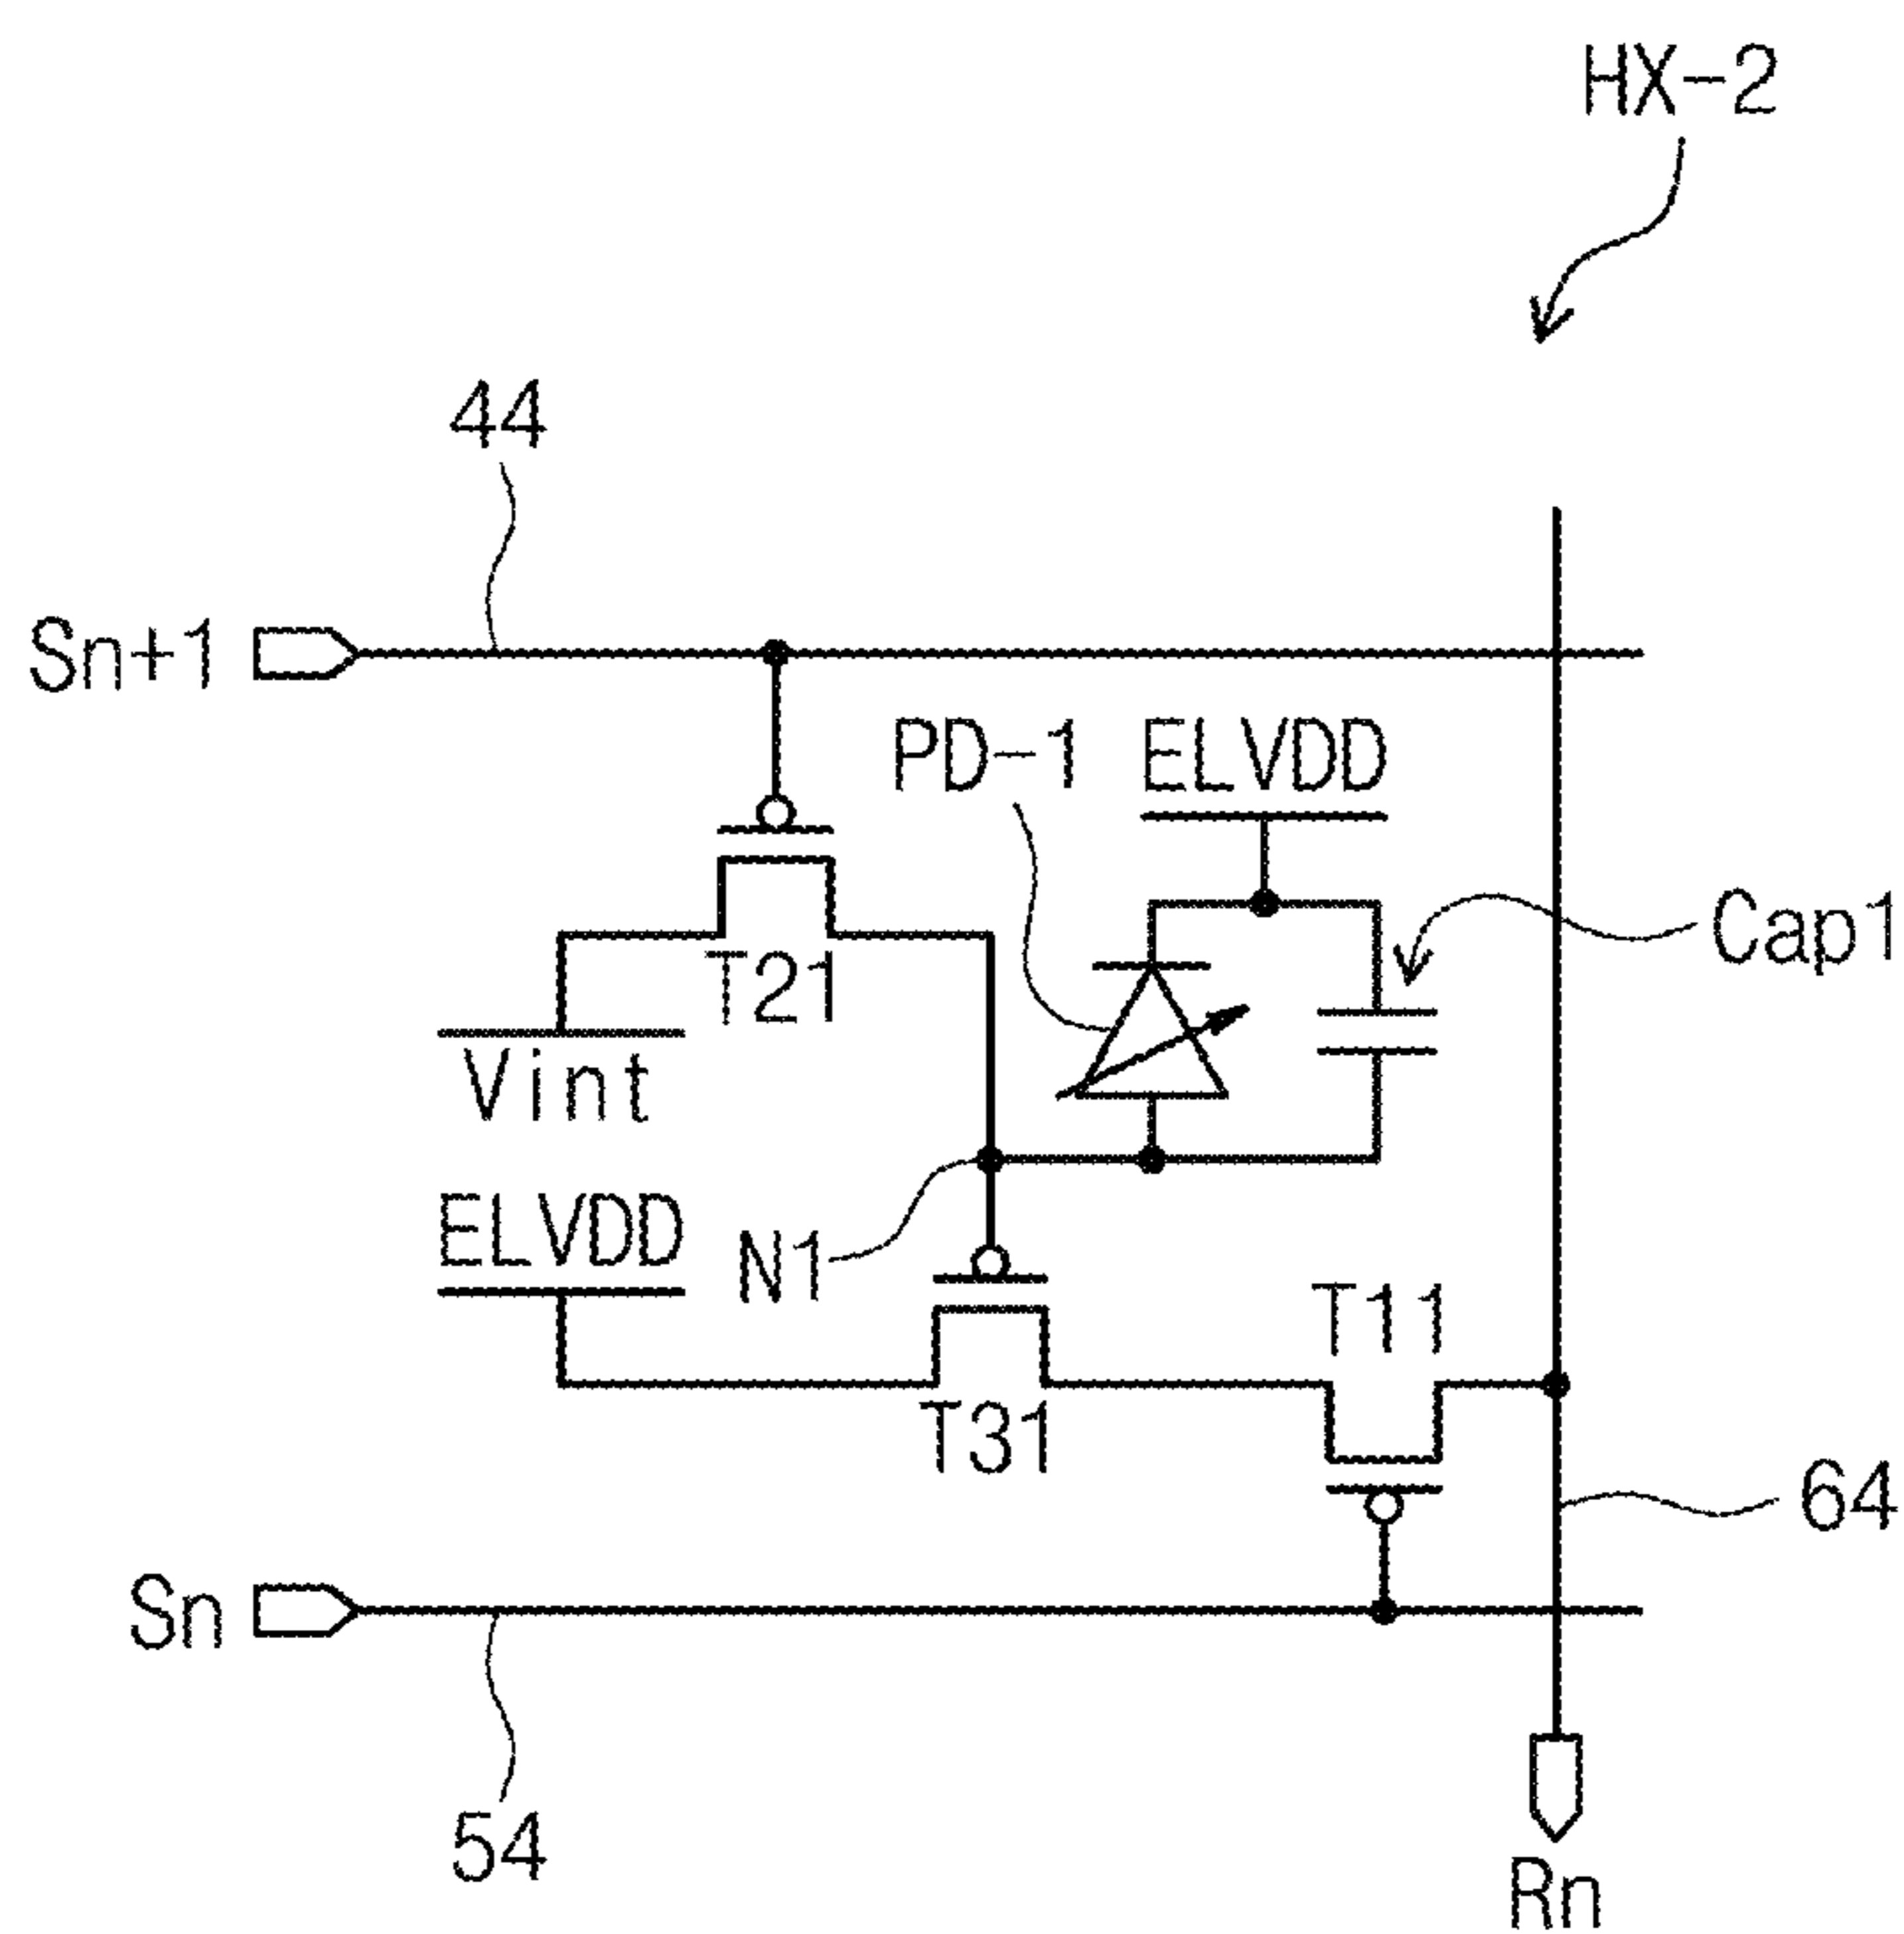 HX-2
44
Sn+1
PD-1
ELVDD
Cap1
T21
Vint
ELVDD
N1
T11
T31
64
Sn
54
Rn